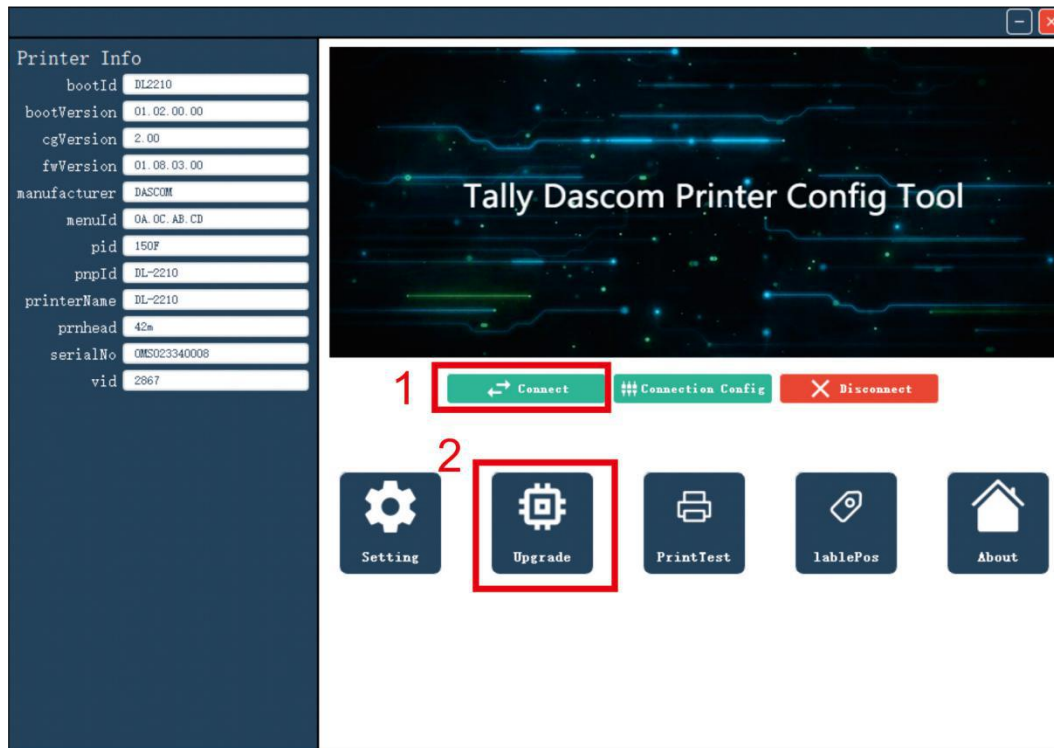 Printer Info
bootId DL2210
bootVersion 01.02.00.00
cgVersion 2.00
fwVersion 01.08.03.00
manufacturer DASCOM
menuId 0A.0C.AB.CD
pid 150F
pnpId DL-2210
printerName DL-2210
prnhead 42m
serialNo 0MS023340008
vid 2867
Tally Dascom Printer Config Tool
1 Connect Connection Config Disconnect
2
Setting Upgrade PrintTest lablePos About